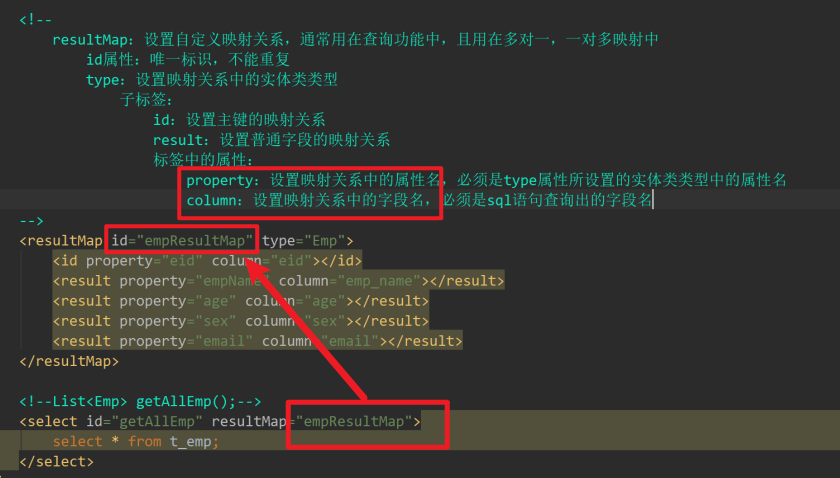 <!--
resultMap：设置自定义映射关系，通常用在查询功能中，且用在多对一，一对多映射中
id属性：唯一标识，不能重复
type：设置映射关系中的实体类类型
子标签：
id：设置主键的映射关系
result：设置普通字段的映射关系
标签中的属性：
property：设置映射关系中的属性名，必须是type属性所设置的实体类类型中的属性名
column：设置映射关系中的字段名，必须是sql语句查询出的字段名
-->
<resultMap id="empResultMap" type="Emp">
<id property="eid" column="eid"></id>
<result property="empName" column="emp_name"></result>
<result property="age" column="age"></result>
<result property="sex" column="sex"></result>
<result property="email" column="email"></result>
</resultMap>
<!--List<Emp> getAllEmp();-->
<select id="getAllEmp" resultMap="empResultMap">
select * from t_emp;
</select>